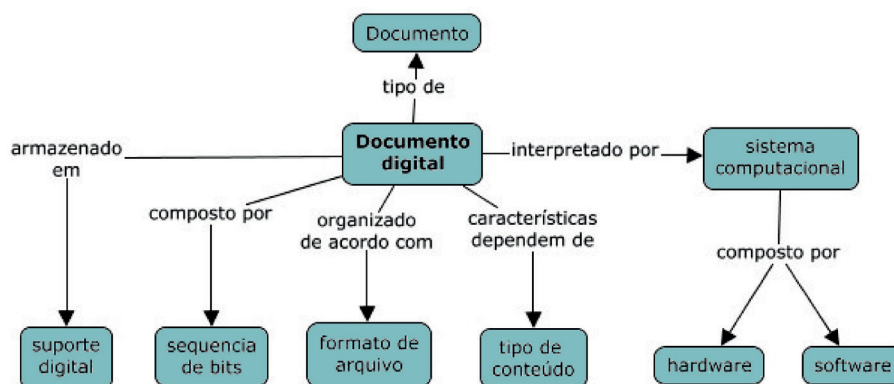 Documento
tipo de
Documento
digital
armazenado
em
interpretado por
sistema
computacional
composto por
organizado
de acordo com
características
dependem de
composto por
suporte
digital
sequencia
de bits
formato de
arquivo
tipo de
conteúdo
hardware
software